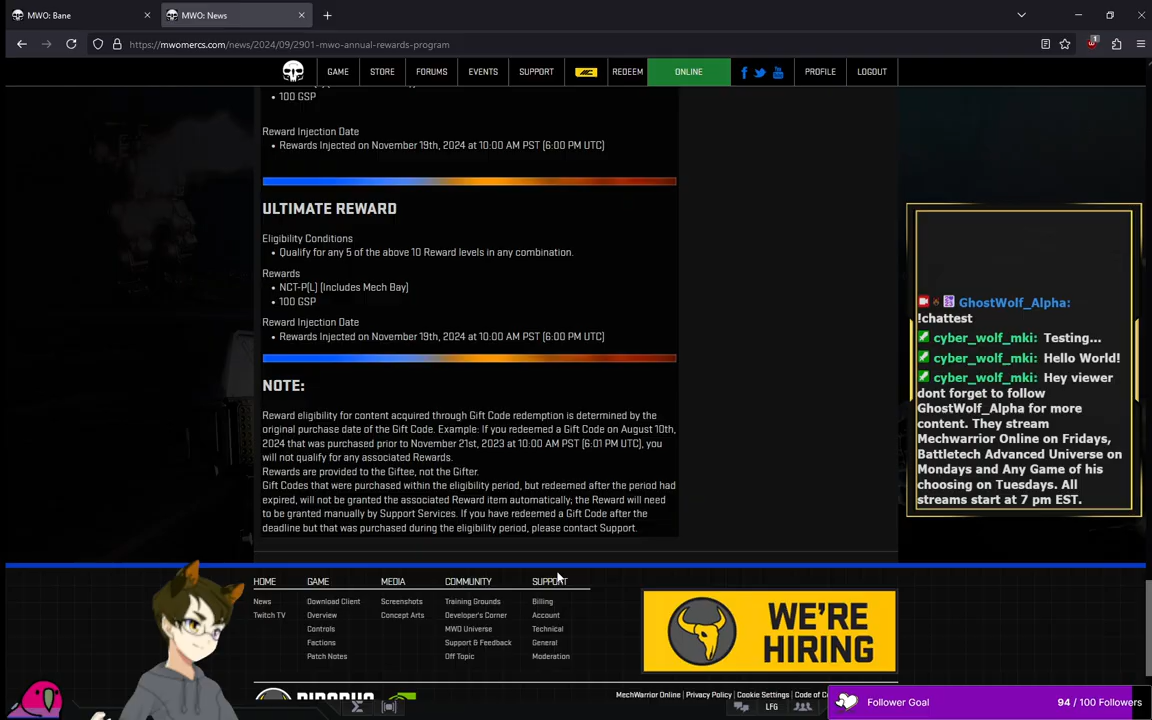 MWO: Bane
MWO: News
https://mwomercs.com/news/2024/09/2901-mwo-annual-rewards-program
GAME
STORE
FORUMS
EVENTS
SUPPORT
MC
REDEEM
ONLINE
PROFILE
LOGOUT
• 100 GSP
Reward Injection Date
• Rewards Injected on November 19th, 2024 at 10:00 AM PST (6:00 PM UTC)
ULTIMATE REWARD
Eligibility Conditions
• Qualify for any 5 of the above 10 Reward levels in any combination.
Rewards
• NCT-P(L) (Includes Mech Bay)
• 100 GSP
Reward Injection Date
• Rewards Injected on November 19th, 2024 at 10:00 AM PST (6:00 PM UTC)
NOTE:
Reward eligibility for content acquired through Gift Code redemption is determined by the
original purchase date of the Gift Code. Example: If you redeemed a Gift Code on August 10th,
2024 that was purchased prior to November 21st, 2023 at 10:00 AM PST (6:01 PM UTC), you
will not qualify for any associated Rewards.
Rewards are provided to the Giftee, not the Gifter.
Gift Codes that were purchased within the eligibility period, but redeemed after the period had
expired, will not be granted the associated Reward item automatically; the Reward will need
to be granted manually by Support Services. If you have redeemed a Gift Code after the
deadline but that was purchased during the eligibility period, please contact Support.
GhostWolf_Alpha:
!chattest
cyber_wolf_mki: Testing...
cyber_wolf_mki: Hello World!
cyber_wolf_mki: Hey viewer
dont forget to follow
GhostWolf_Alpha for more
content. They stream
Mechwarrior Online on Fridays,
Battletech Advanced Universe on
Mondays and Any Game of his
choosing on Tuesdays. All
streams start at 7 pm EST.
HOME
News
Twitch TV
GAME
Download Client
Overview
Controls
Factions
Patch Notes
MEDIA
Screenshots
Concept Arts
COMMUNITY
Training Grounds
Developer's Corner
MWO Universe
Support & Feedback
Off Topic
SUPPORT
Billing
Account
Technical
General
Moderation
WE'RE
HIRING
MechWarrior Online | Privacy Policy | Cookie Settings | Code of
LFG
Follower Goal
94 / 100 Followers